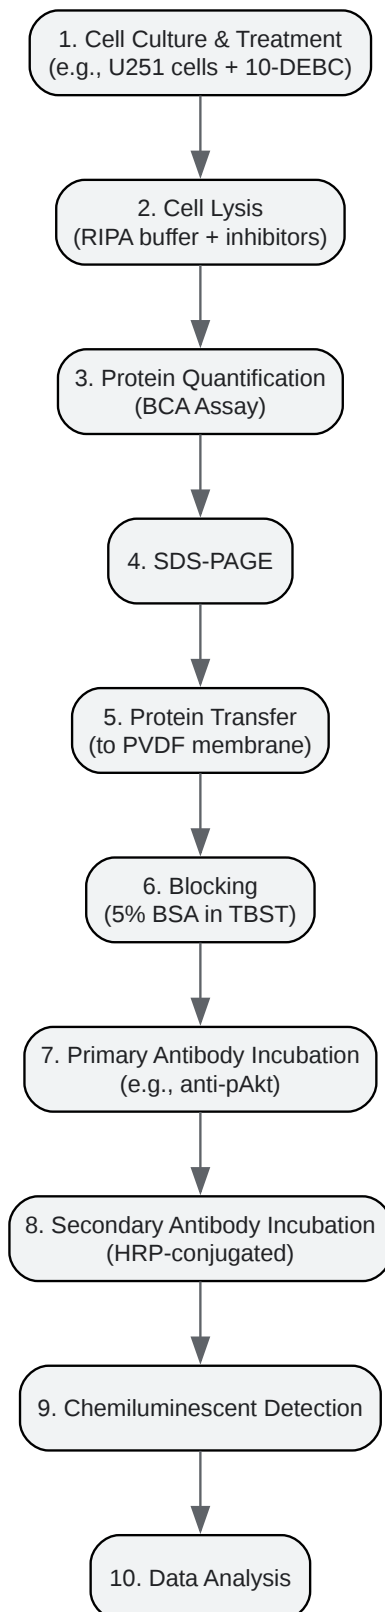 1. Cell Culture & Treatment
(e.g., U251 cells + 10-DEBC)
2. Cell Lysis
(RIPA buffer + inhibitors)
3. Protein Quantification
(BCA Assay)
4. SDS-PAGE
5. Protein Transfer
(to PVDF membrane)
6. Blocking
(5% BSA in TBST)
7. Primary Antibody Incubation
(e.g., anti-pAkt)
8. Secondary Antibody Incubation
(HRP-conjugated)
9. Chemiluminescent Detection
10. Data Analysis